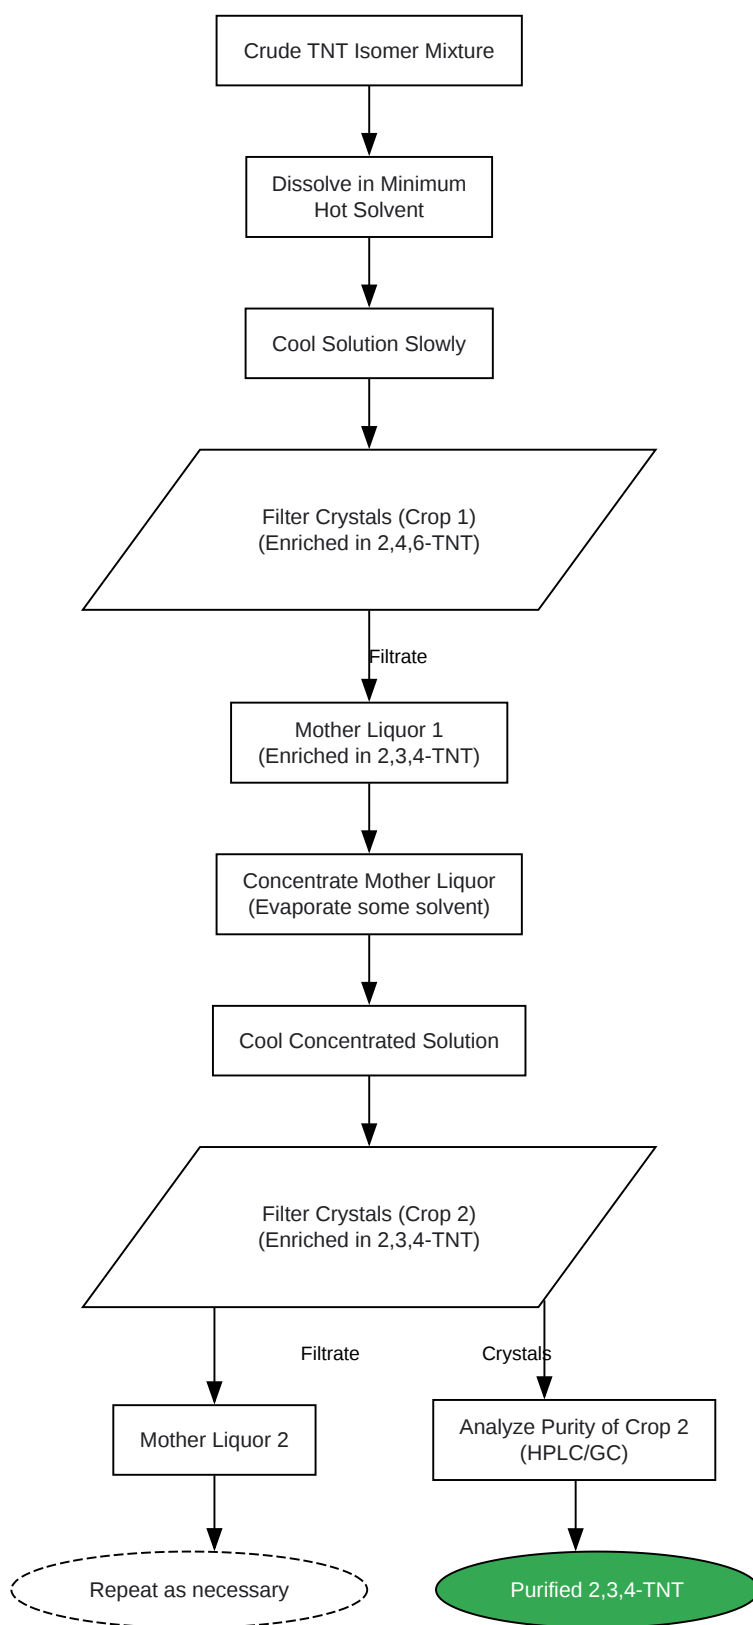 Crude TNT Isomer Mixture
Dissolve in Minimum
Hot Solvent
Cool Solution Slowly
Filter Crystals (Crop 1)
(Enriched in 2,4,6-TNT)
Filtrate
Mother Liquor 1
(Enriched in 2,3,4-TNT)
Concentrate Mother Liquor
(Evaporate some solvent)
Cool Concentrated Solution
Filter Crystals (Crop 2)
(Enriched in 2,3,4-TNT)
Filtrate
Crystals
Mother Liquor 2
Analyze Purity of Crop 2
(HPLC/GC)
Repeat as necessary
Purified 2,3,4-TNT